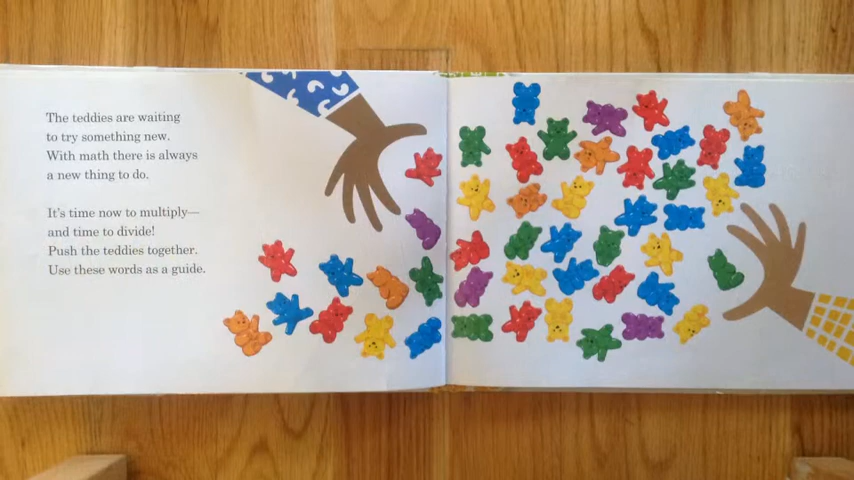 The teddies are waiting
to try something new.
With math there is always
a new thing to do.
It's time now to multiply—
and time to divide!
Push the teddies together.
Use these words as a guide.